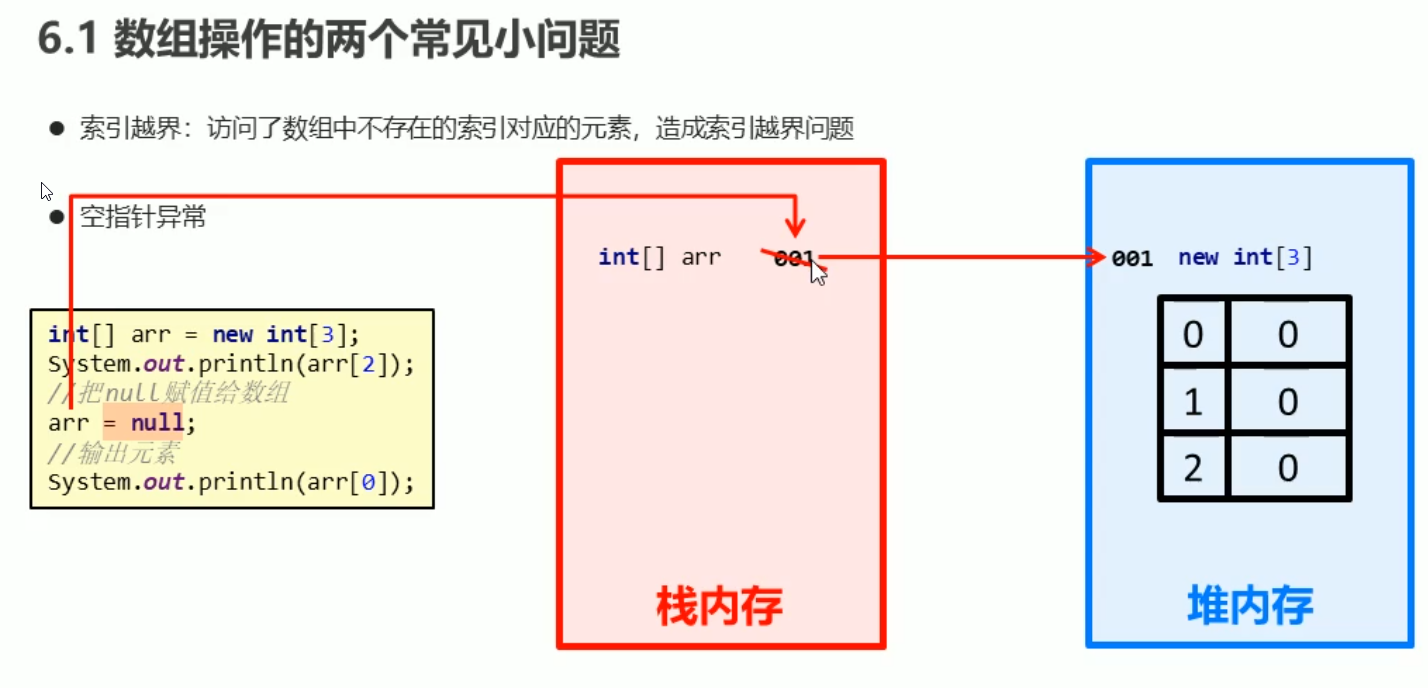 6.1 数组操作的两个常见小问题
● 索引越界：访问了数组中不存在的索引对应的元素，造成索引越界问题
● 空指针异常
int[] arr = new int[3];
System.out.println(arr[2]);
//把null赋值给数组
arr = null;
//输出元素
System.out.println(arr[0]);
int[] arr 001
栈内存
001 new int[3]
0 0
1 0
2 0
堆内存